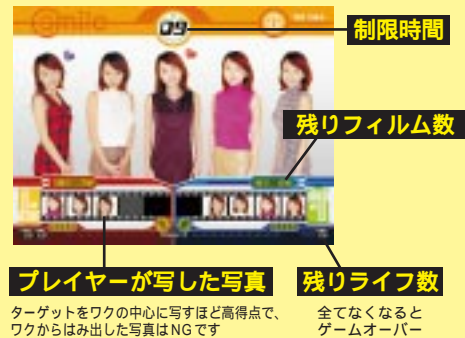 smile
09
制限時間
残りフィルム数
プレイヤーが写した写真
残りライフ数
ターゲットをワクの中心に写すほど高得点で、
ワクからはみ出した写真はNGです
全てなくなると
ゲームオーバー